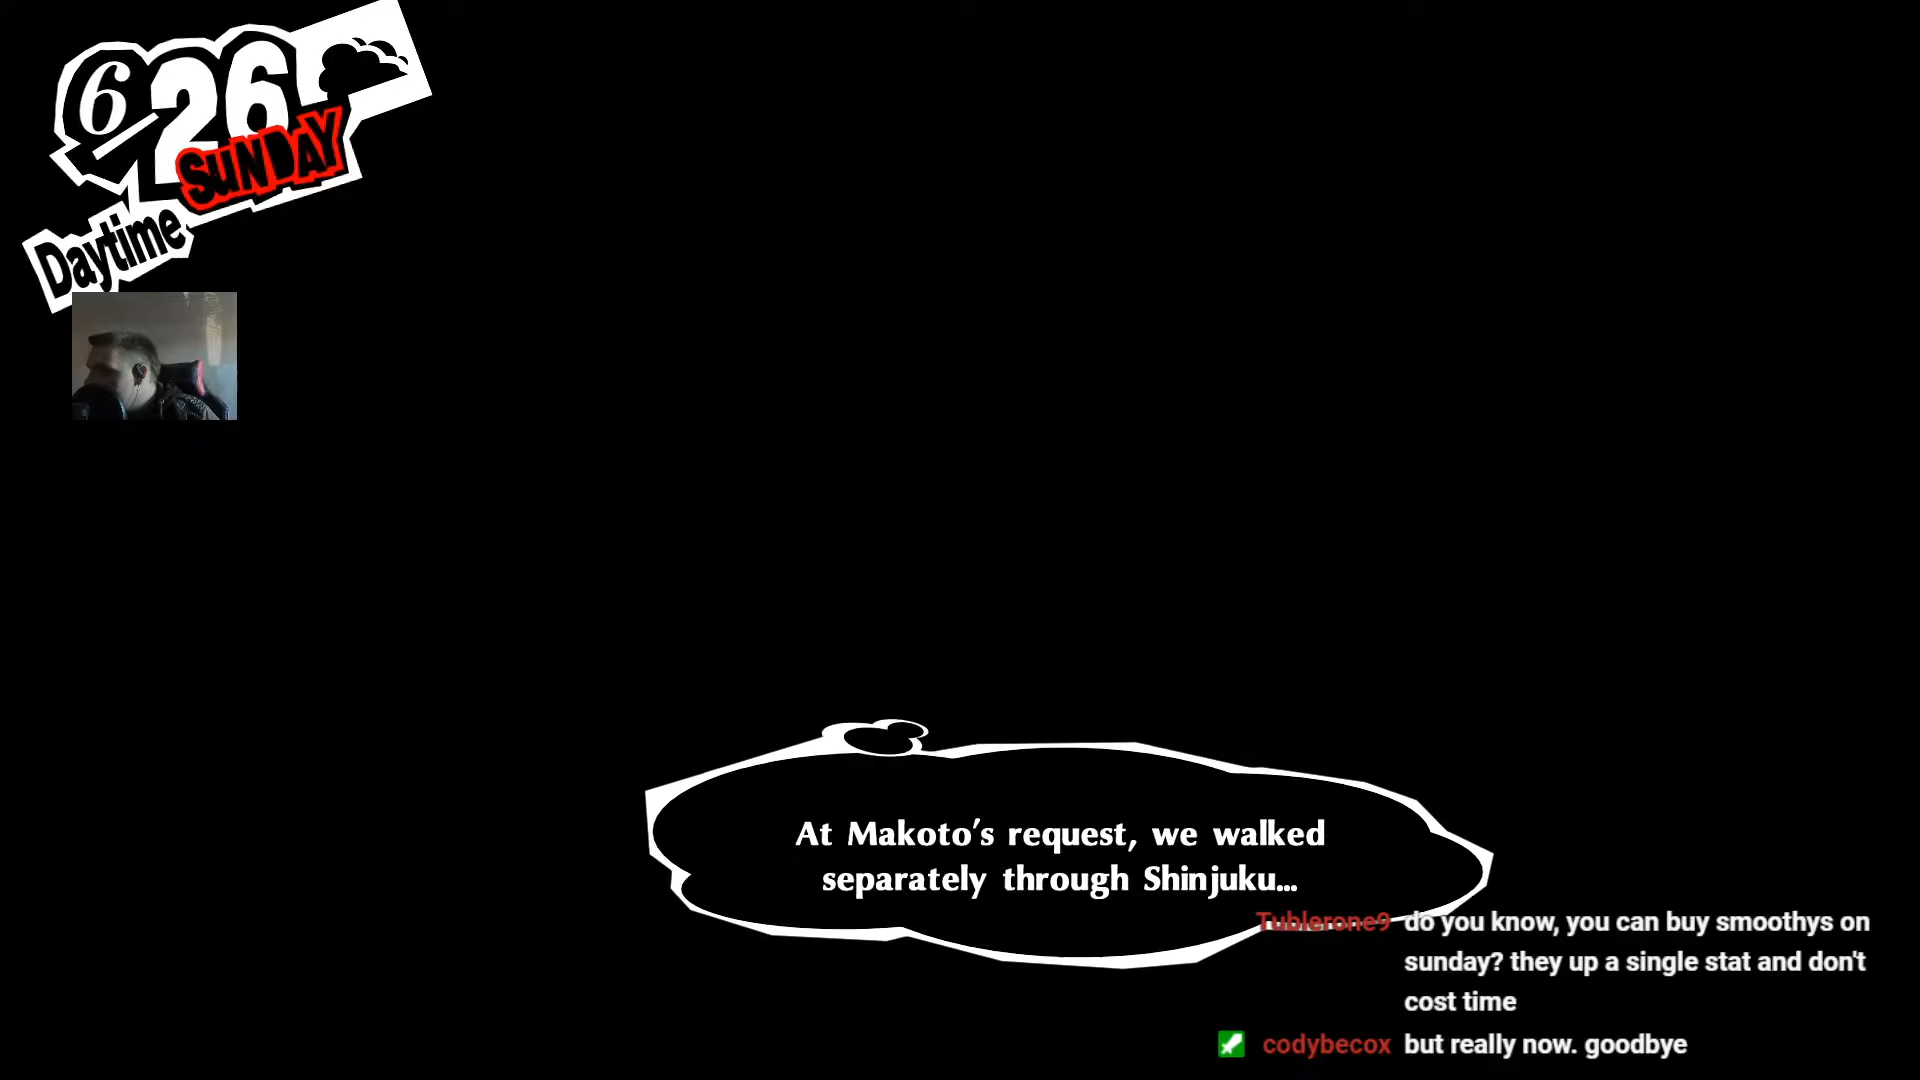 6/26
SUNDAY
Daytime
At Makoto's request, we walked
separately through Shinjuku...
Tublerone9 do you know, you can buy smoothys on
sunday? they up a single stat and don't
cost time
codybecox but really now. goodbye